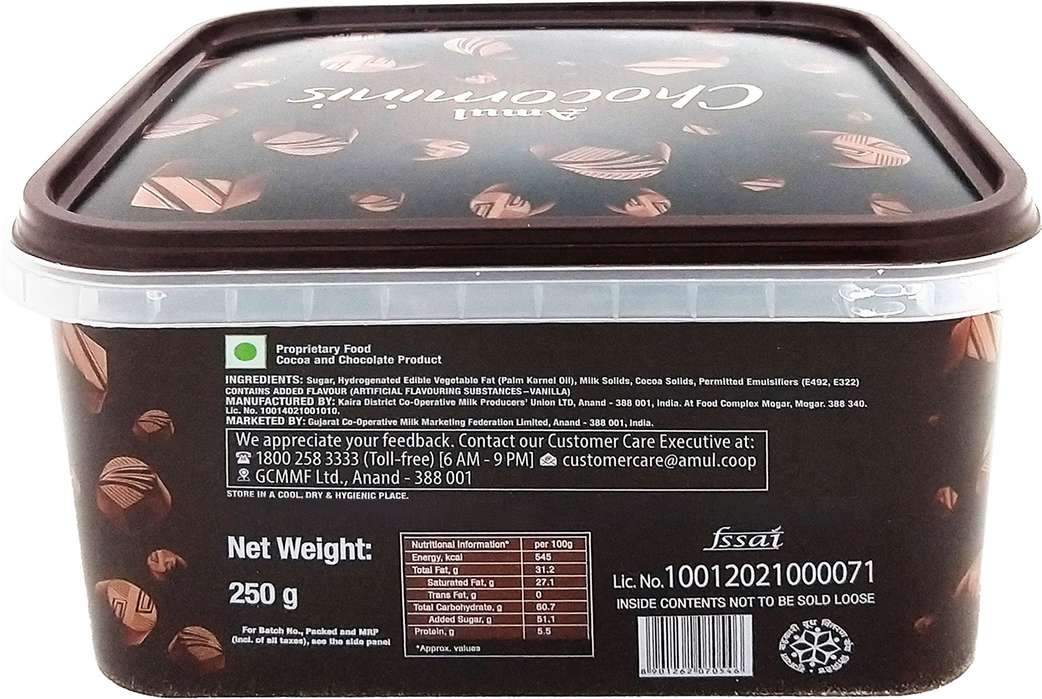 Amul
Chocominis
Proprietary Food
Cocoa and Chocolate Product
INGREDIENTS: Sugar, Hydrogenated Edible Vegetable Fat (Palm Karnel Oil), Milk Solids, Cocoa Solids, Permitted Emulsifiers (E492, E322)
CONTAINS ADDED FLAVOUR (ARTIFICIAL FLAVOURING SUBSTANCES-VANILLA)
MANUFACTURED BY: Kaira District Co-Operative Milk Producers' Union LTD, Anand - 388 001, India. At Food Complex Mogar, Mogar. 388 340.
Lic. No. 10014021001010.
MARKETED BY: Gujarat Co-Operative Milk Marketing Federation Limited, Anand - 388 001, India.
We appreciate your feedback. Contact our Customer Care Executive at:
1800 258 3333 (Toll-free) [6 AM - 9 PM] customercare@amul.coop
GCMMF Ltd., Anand - 388 001
STORE IN A COOL, DRY & HYGIENIC PLACE.
Net Weight:
250 g
For Batch No., Packed and MRP
(incl. of all taxes), see the side panel
Nutritional Information* per 100g
Energy, kcal 545
Total Fat, g 31.2
Saturated Fat, g 27.1
Trans Fat, g 0
Total Carbohydrate, g 60.7
Added Sugar, g 51.1
Protein, g 5.5
*Approx. values
fssai
Lic. No. 10012021000071
INSIDE CONTENTS NOT TO BE SOLD LOOSE
8 901262 070546